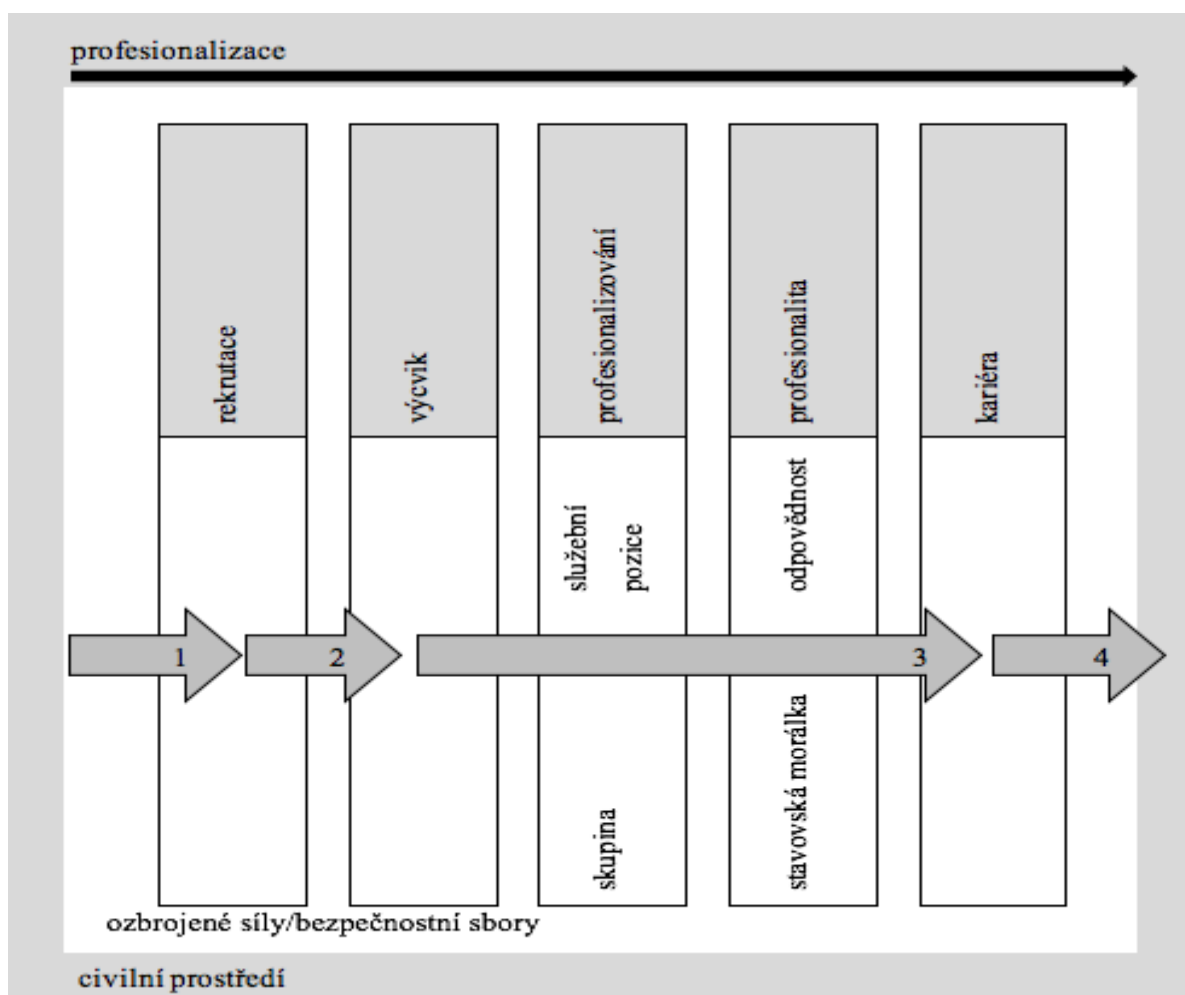 profesionalizace
rekrutace
výcvik
profesionalizování
profesionalita
kariéra
služební
pozice
odpovědnost
1
2
3
4
skupina
stavovská morálka
ozbrojené síly/bezpečnostní sbory
civilní prostředí